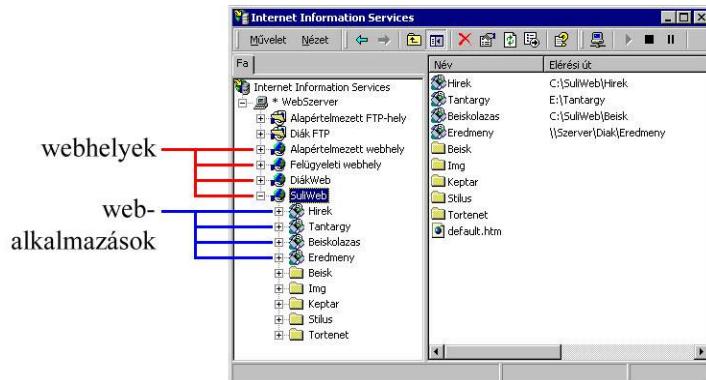 Internet Information Services
Művelet Nézet
Fa
Név Elérési út
Internet Information Services
* WebSzerver
Alapértelmezett FTP-hely
Diák FTP
Alapértelmezett webhely
Felügyeleti webhely
DiákWeb
SuliWeb
Hirek
Tantargy
Beiskolazas
Eredmeny
Beisk
Img
Keptar
Stilus
Tortenet
Hirek C:\SuliWeb\Hirek
Tantargy E:\Tantargy
Beiskolazas C:\SuliWeb\Beisk
Eredmeny \\Szerver\Diak\Eredmeny
Beisk
Img
Keptar
Stilus
Tortenet
default.htm
webhelyek
web-
alkalmazások